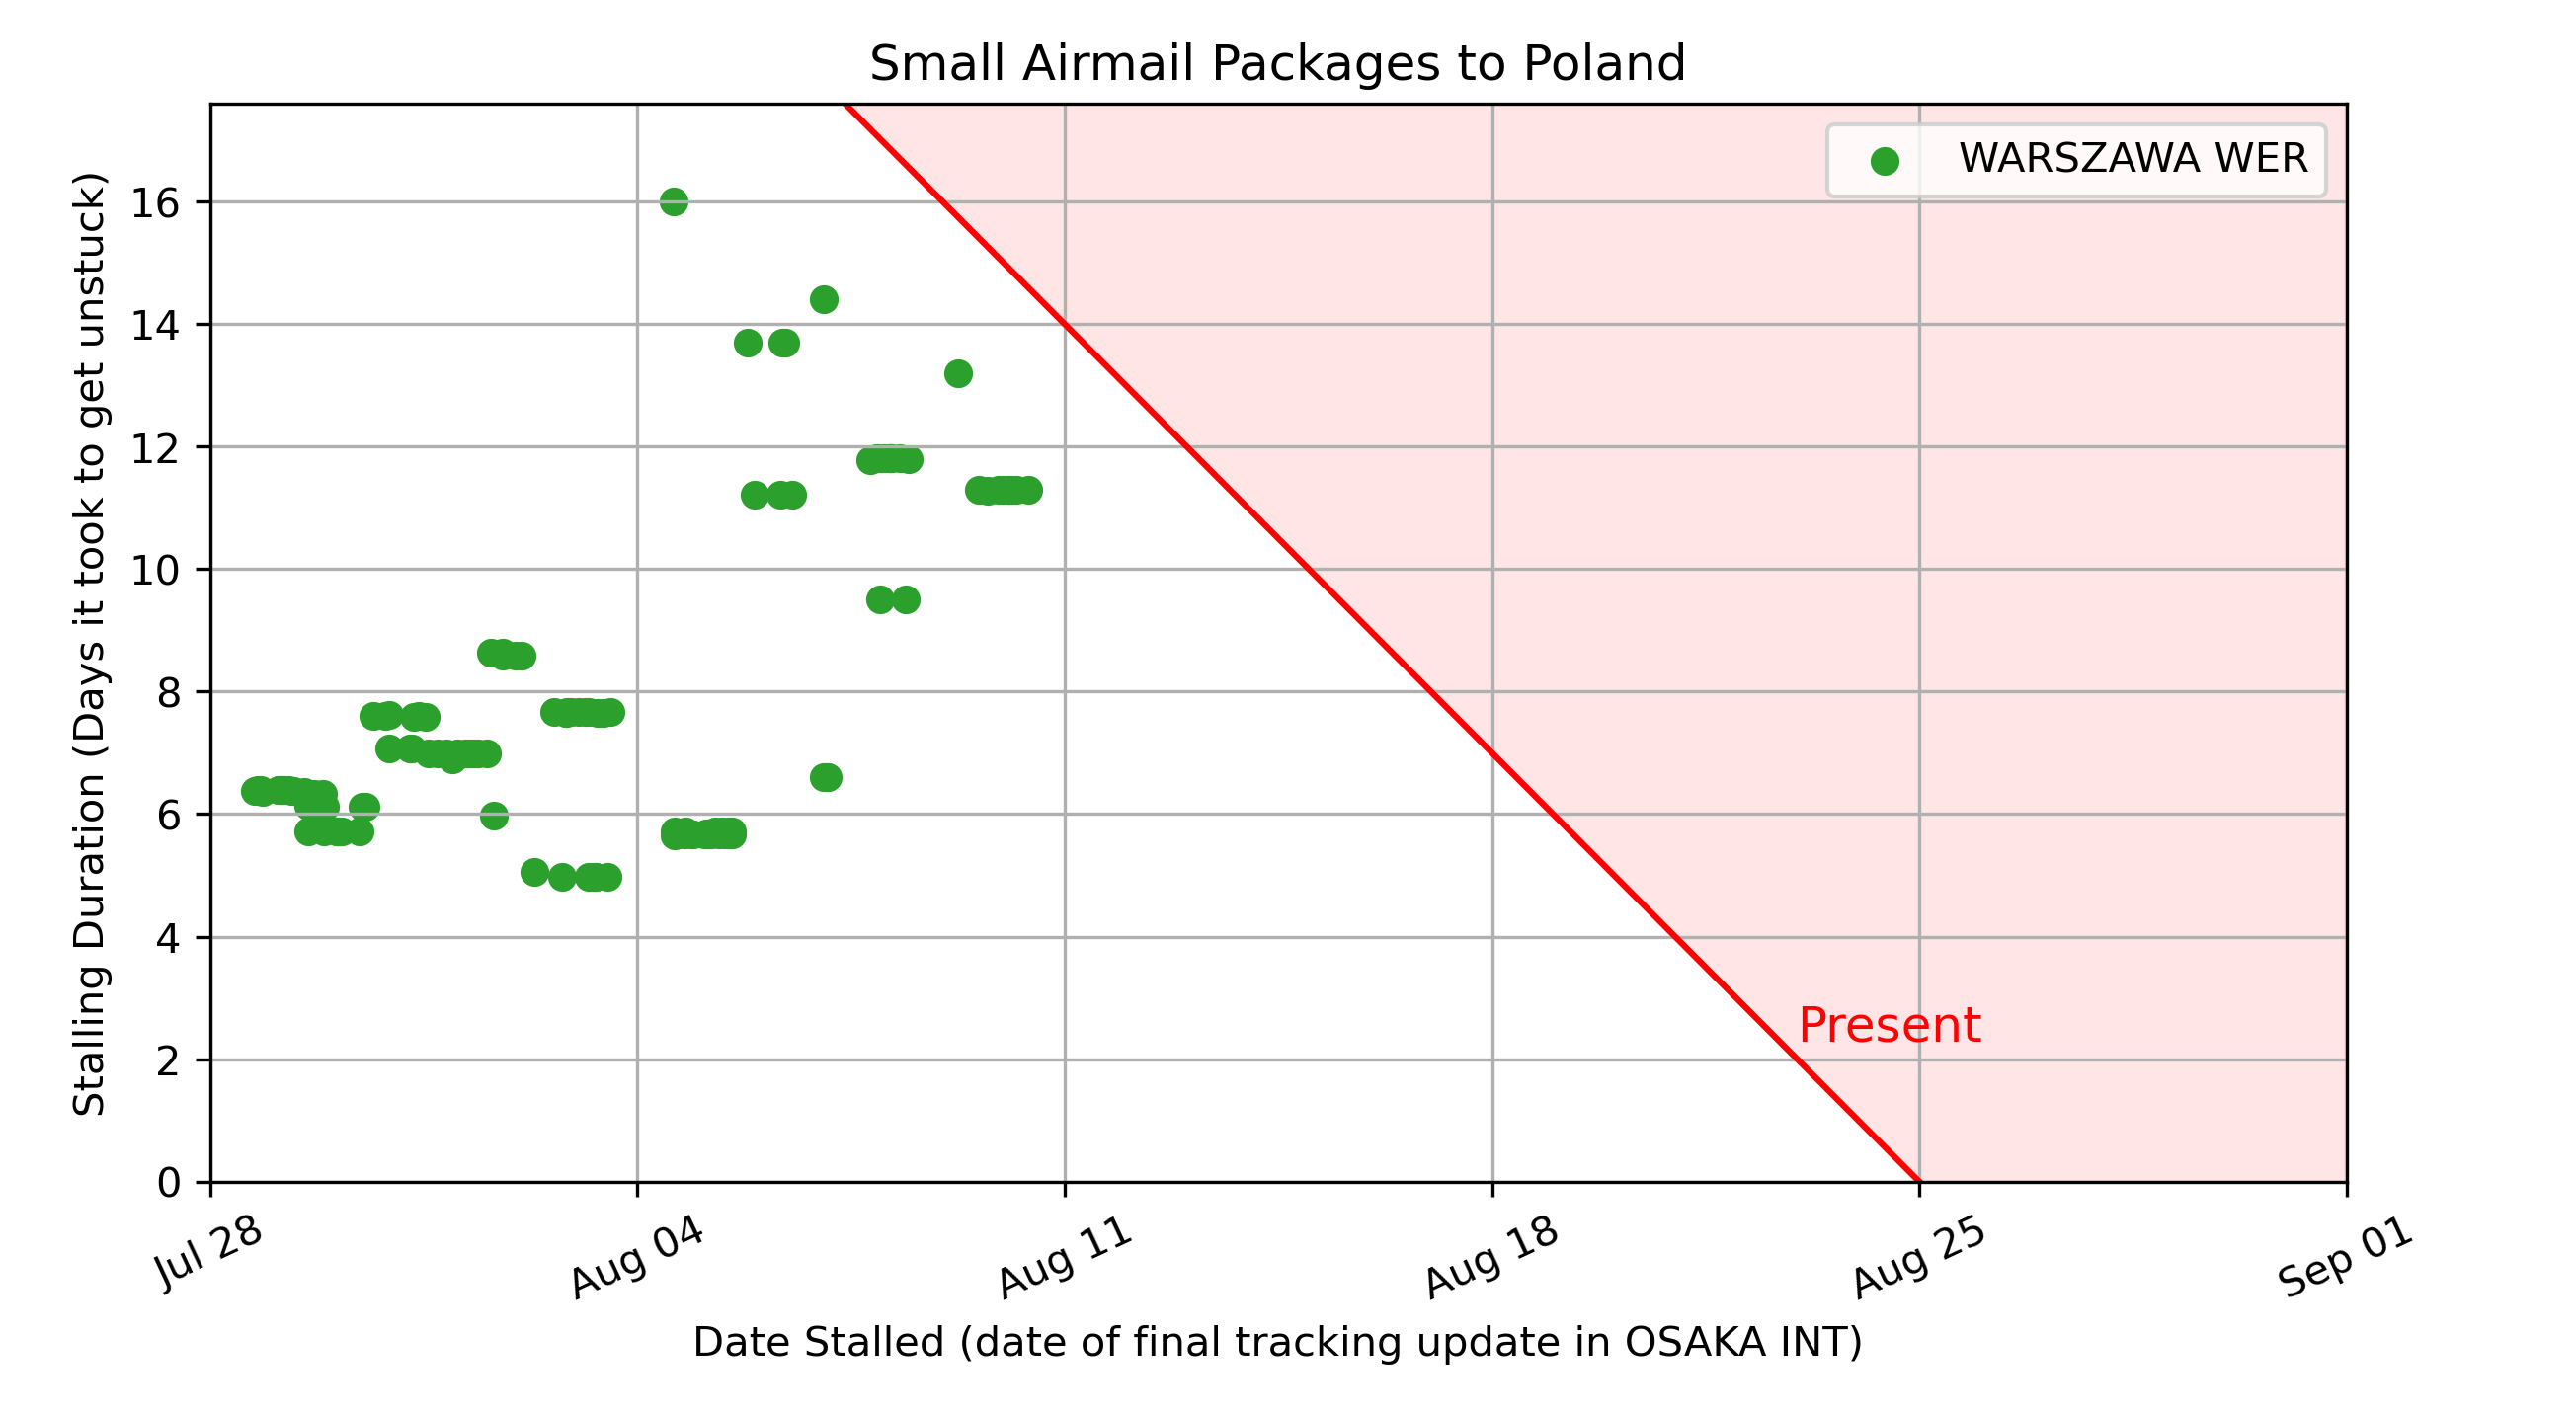 Small Airmail Packages to Poland
WARSZAWA WER
Stalling Duration (Days it took to get unstuck)
16
14
12
10
8
6
4
2
0
Present
Jul 28
Aug 04
Aug 11
Aug 18
Aug 25
Sep 01
Date Stalled (date of final tracking update in OSAKA INT)